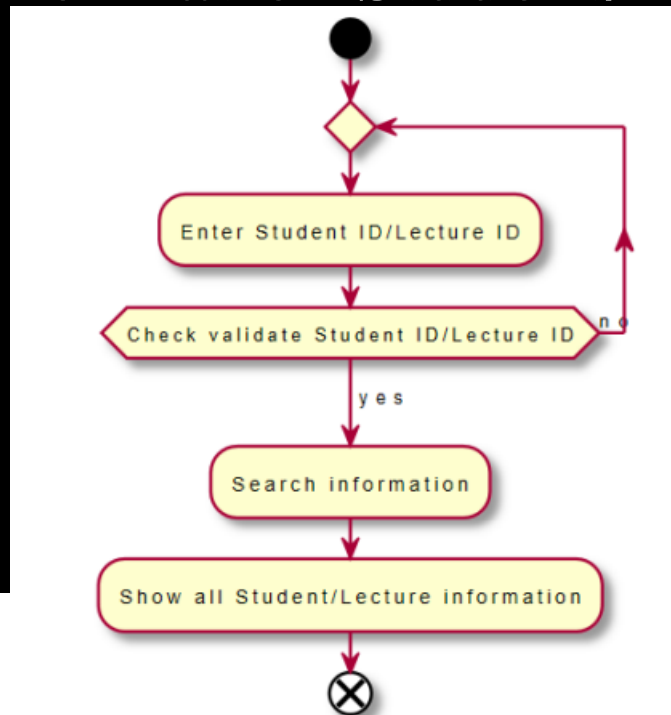 Enter Student ID/Lecture ID
Check validate Student ID/Lecture ID
no
yes
Search information
Show all Student/Lecture information